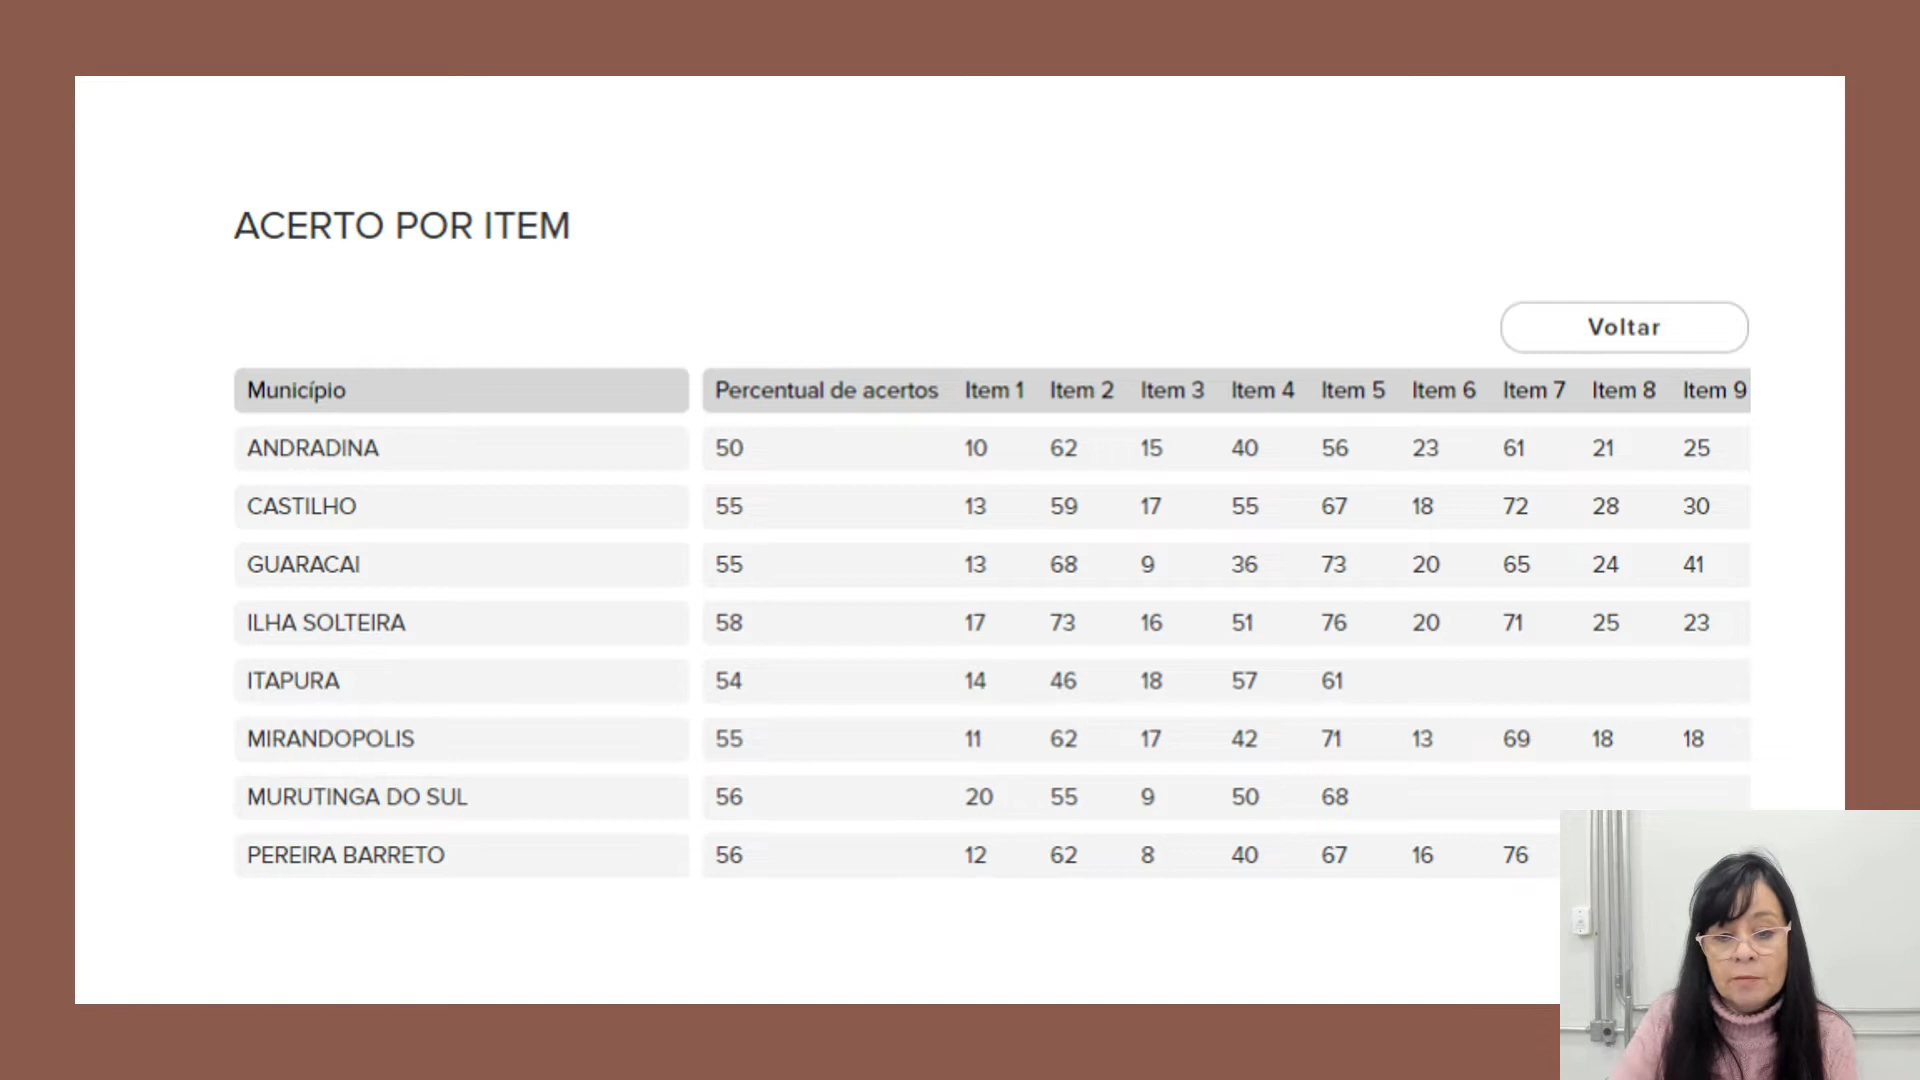 ACERTO POR ITEM
Voltar
Município Percentual de acertos Item 1 Item 2 Item 3 Item 4 Item 5 Item 6 Item 7 Item 8 Item 9
ANDRADINA 50 10 62 15 40 56 23 61 21 25
CASTILHO 55 13 59 17 55 67 18 72 28 30
GUARACAI 55 13 68 9 36 73 20 65 24 41
ILHA SOLTEIRA 58 17 73 16 51 76 20 71 25 23
ITAPURA 54 14 46 18 57 61
MIRANDOPOLIS 55 11 62 17 42 71 13 69 18 18
MURUTINGA DO SUL 56 20 55 9 50 68
PEREIRA BARRETO 56 12 62 8 40 67 16 76